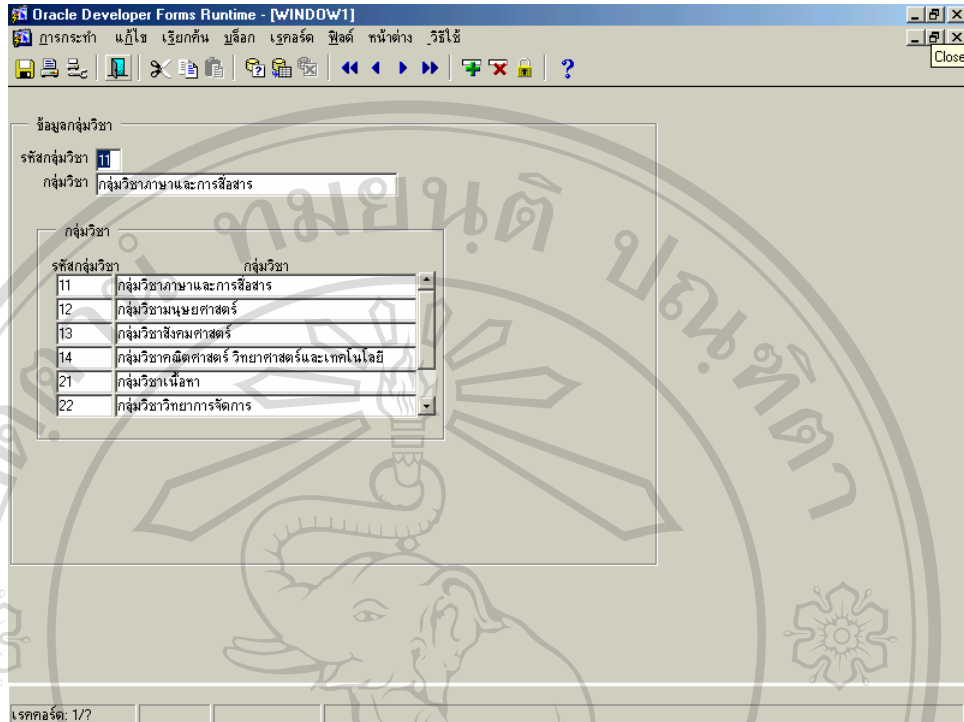 Oracle Developer Forms Runtime - [WINDOW1]
การกระทำ แก้ไข เรียกค้น บล็อก เรคอร์ด ฟิลด์ หน้าต่าง วิธีใช้
Close
ข้อมูลกลุ่มวิชา
รหัสกลุ่มวิชา 11
กลุ่มวิชา กลุ่มวิชาภาษาและการสื่อสาร
กลุ่มวิชา
รหัสกลุ่มวิชา กลุ่มวิชา
11 กลุ่มวิชาภาษาและการสื่อสาร
12 กลุ่มวิชามนุษยศาสตร์
13 กลุ่มวิชาสังคมศาสตร์
14 กลุ่มวิชาคณิตศาสตร์ วิทยาศาสตร์และเทคโนโลยี
21 กลุ่มวิชาเนื้อหา
22 กลุ่มวิชาวิทยาการจัดการ
เรคคอร์ด: 1/?